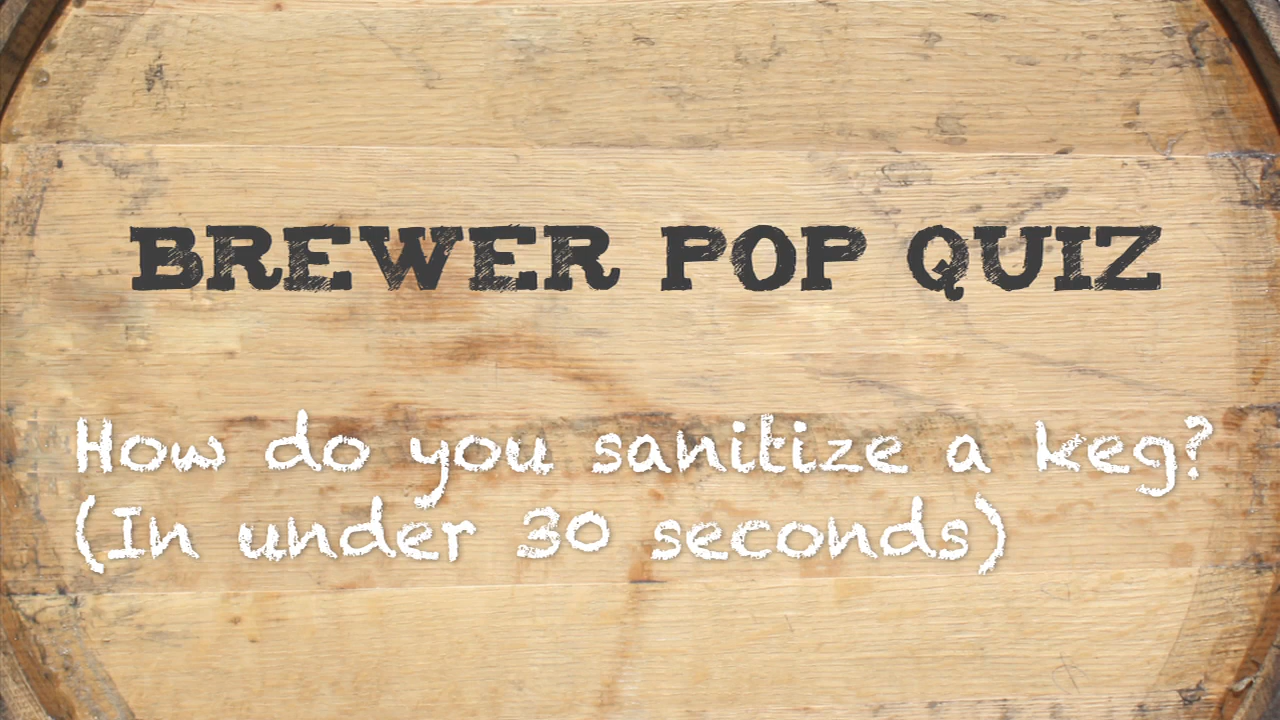 BREWER POP QUIZ
How do you sanitize a keg?
(In under 30 seconds)